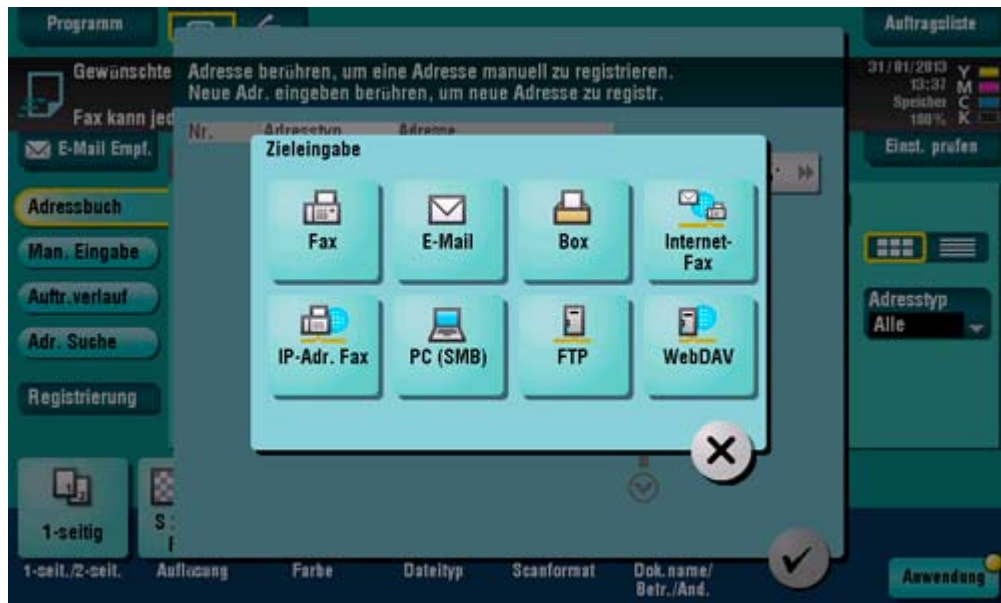 Programm
Auftragsliste
Gewünschte
Fax kann jed
Adresse berühren, um eine Adresse manuell zu registrieren.
Neue Adr. eingeben berühren, um neue Adresse zu registr.
31/01/2013
13:37
Speicher
100%
Y
M
C
K
Nr.
Adresstyp
Adresse
E-Mail Empf.
Einst. prüfen
Zieleingabe
Fax
E-Mail
Box
Internet-
Fax
IP-Adr. Fax
PC (SMB)
FTP
WebDAV
Adressbuch
Man. Eingabe
Auftr.verlauf
Adr. Suche
Registrierung
Adresstyp
Alle
1-seitig
1-seit./2-seit.
Auflösung
Farbe
Dateityp
Scanformat
Dok.name/
Betr./And.
Anwendung